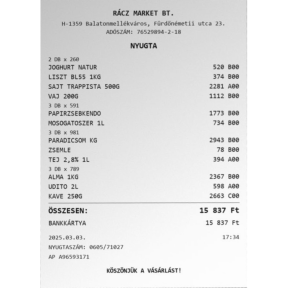 RÁCZ MARKET BT.
H-1359 Balatonmellékváros, Fürdőnémetii utca 23.
ADÓSZÁM: 76529894-2-18
NYUGTA
2 DB x 260
JOGHURT NATUR 520 B00
LISZT BL55 1KG 374 B00
SAJT TRAPPISTA 500G 2281 A00
VAJ 200G 1112 B00
3 DB x 591
PAPIRZSEBKENDO 1773 B00
MOSOGATOSZER 1L 734 B00
3 DB x 981
PARADICSOM KG 2943 B00
ZSEMLE 78 B00
TEJ 2,8% 1L 394 A00
3 DB x 789
ALMA 1KG 2367 B00
UDITO 2L 598 A00
KAVE 250G 2663 C00
ÖSSZESEN: 15 837 Ft
BANKKÁRTYA 15 837 Ft
2025.03.03. 17:34
NYUGTASZÁM: 0605/71027
AP A96593171
KÖSZÖNJÜK A VÁSÁRLÁST!